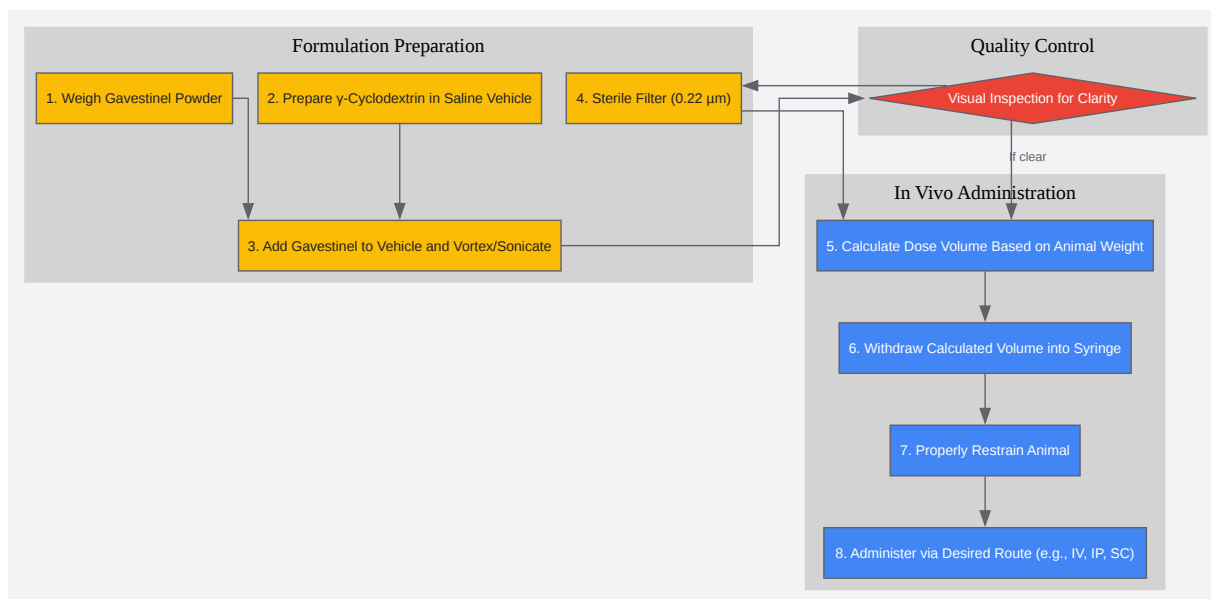 Formulation Preparation
1. Weigh Gavestinel Powder
2. Prepare γ-Cyclodextrin in Saline Vehicle
4. Sterile Filter (0.22 µm)
3. Add Gavestinel to Vehicle and Vortex/Sonicate
Quality Control
Visual Inspection for Clarity
If clear
In Vivo Administration
5. Calculate Dose Volume Based on Animal Weight
6. Withdraw Calculated Volume into Syringe
7. Properly Restrain Animal
8. Administer via Desired Route (e.g., IV, IP, SC)